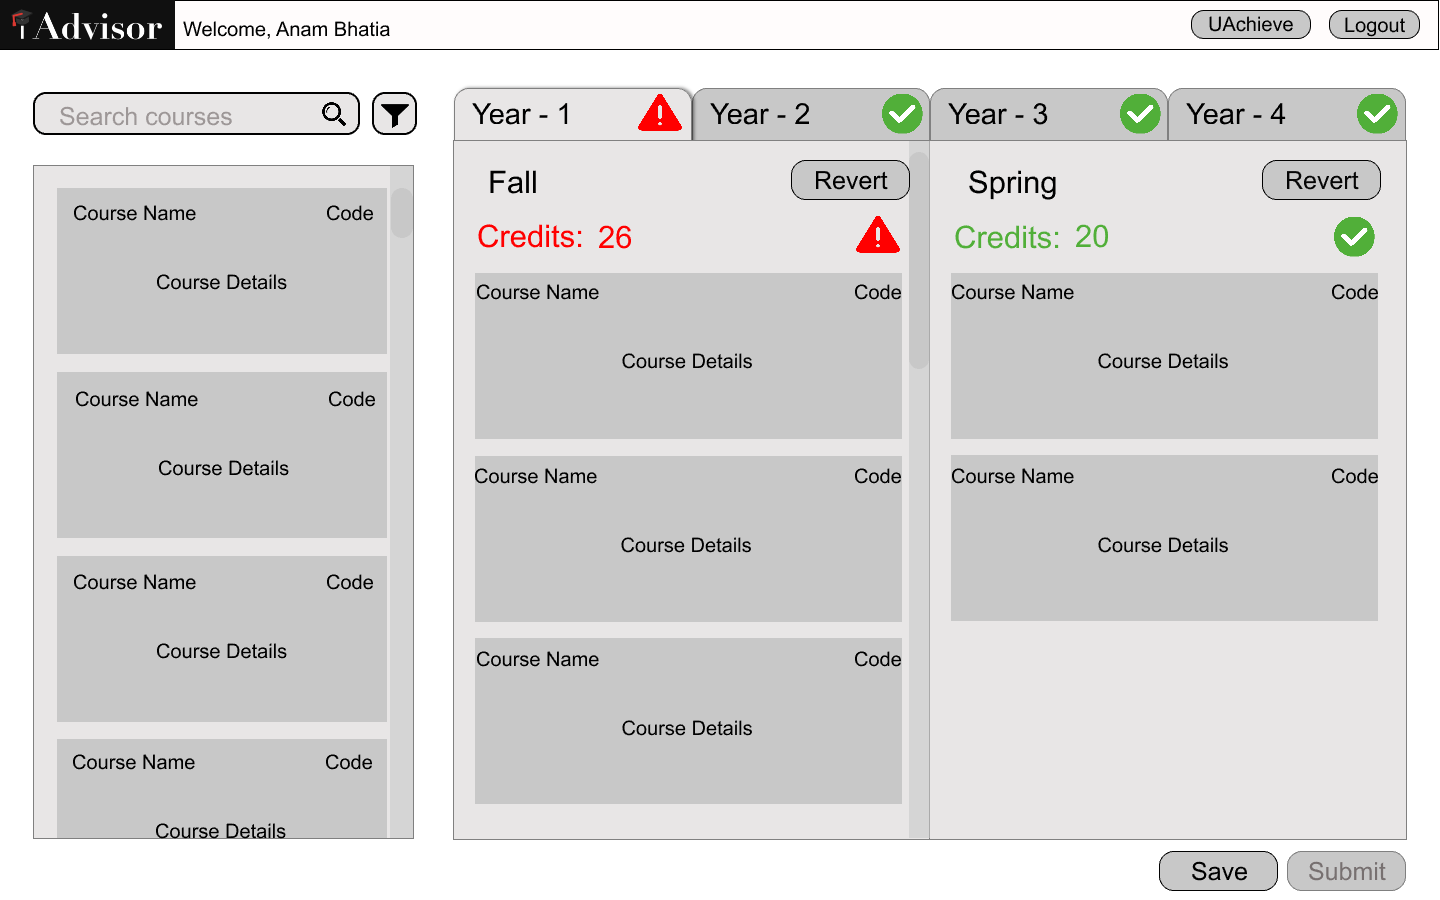 iAdvisor
Welcome, Anam Bhatia
UAchieve
Logout
Search courses
Course Name Code
Course Details
Course Name Code
Course Details
Course Name Code
Course Details
Course Name Code
Course Details
Year - 1
Year - 2
Year - 3
Year - 4
Fall
Revert
Credits: 26
Course Name Code
Course Details
Course Name Code
Course Details
Course Name Code
Course Details
Spring
Revert
Credits: 20
Course Name Code
Course Details
Course Name Code
Course Details
Save
Submit